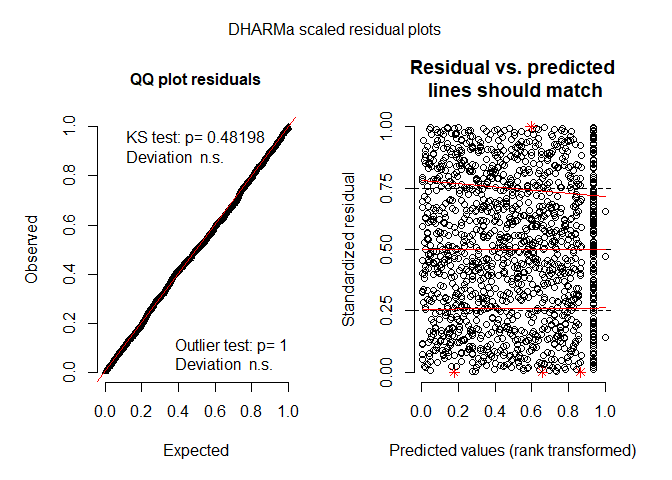 DHARMa scaled residual plots
QQ plot residuals
KS test: p= 0.48198
Deviation n.s.
Outlier test: p= 1
Deviation n.s.
Observed
0.0 0.2 0.4 0.6 0.8 1.0
0.0 0.2 0.4 0.6 0.8 1.0
Expected
Residual vs. predicted
lines should match
Standardized residual
0.00 0.25 0.50 0.75 1.00
0.0 0.2 0.4 0.6 0.8 1.0
Predicted values (rank transformed)